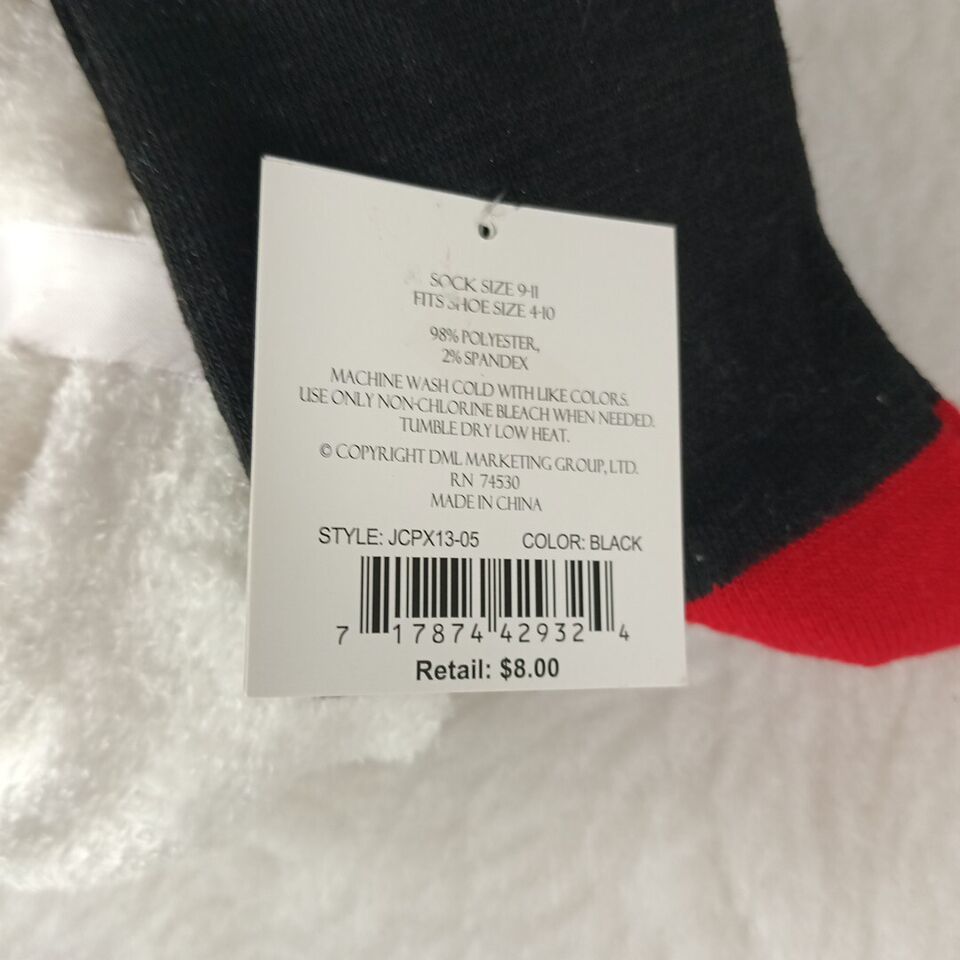 SOCK SIZE 9-11
FITS SHOE SIZE 4-10
98% POLYESTER,
2% SPANDEX
MACHINE WASH COLD WITH LIKE COLORS.
USE ONLY NON-CHLORINE BLEACH WHEN NEEDED.
TUMBLE DRY LOW HEAT.
© COPYRIGHT DML MARKETING GROUP, LTD.
RN 74530
MADE IN CHINA
STYLE: JCPX13-05 COLOR: BLACK
7 17874 42932 4
Retail: $8.00